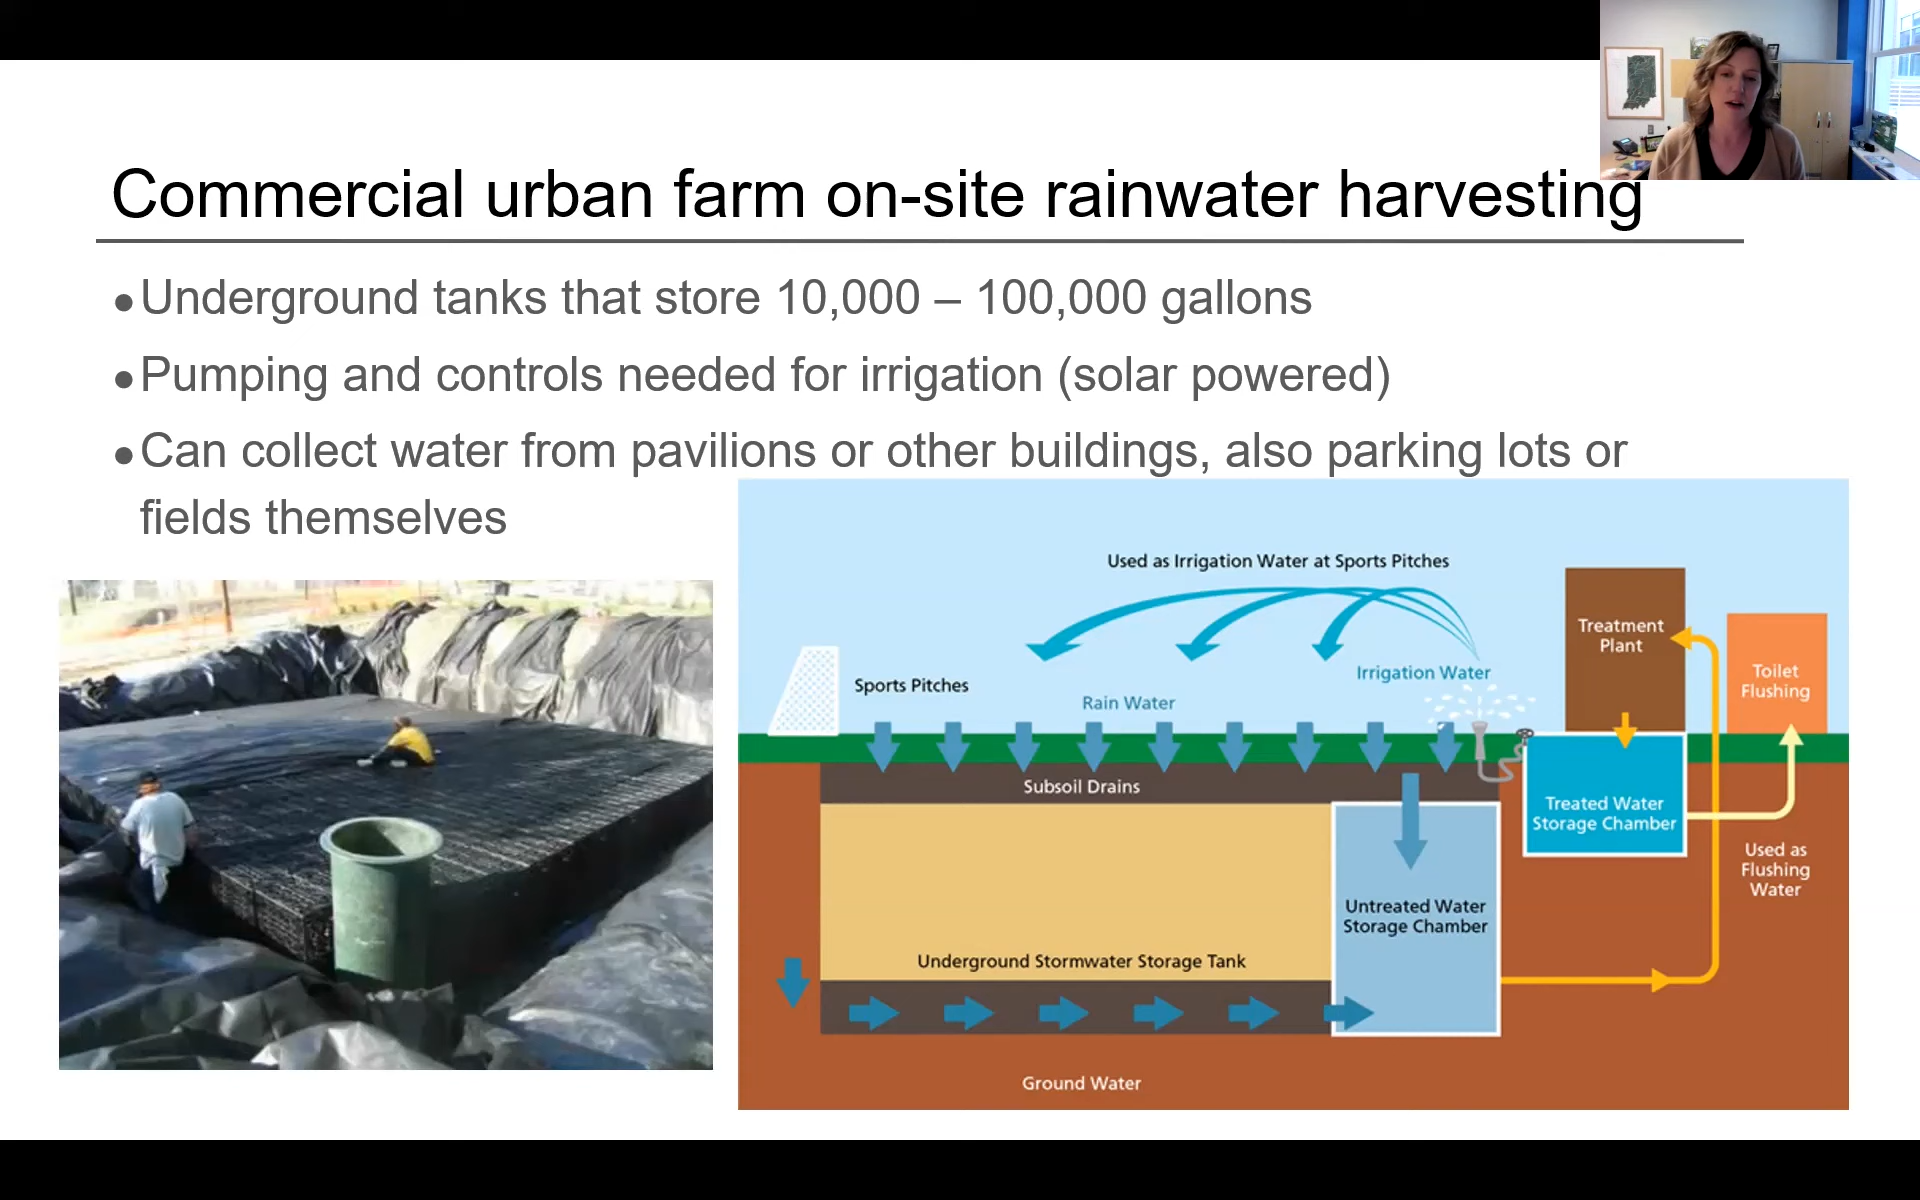 Commercial urban farm on-site rainwater harvesting
●Underground tanks that store 10,000 – 100,000 gallons
●Pumping and controls needed for irrigation (solar powered)
●Can collect water from pavilions or other buildings, also parking lots or
fields themselves
Used as Irrigation Water at Sports Pitches
Treatment
Plant
Toilet
Flushing
Sports Pitches
Irrigation Water
Rain Water
Subsoil Drains
Treated Water
Storage Chamber
Used as
Flushing
Water
Untreated Water
Storage Chamber
Underground Stormwater Storage Tank
Ground Water